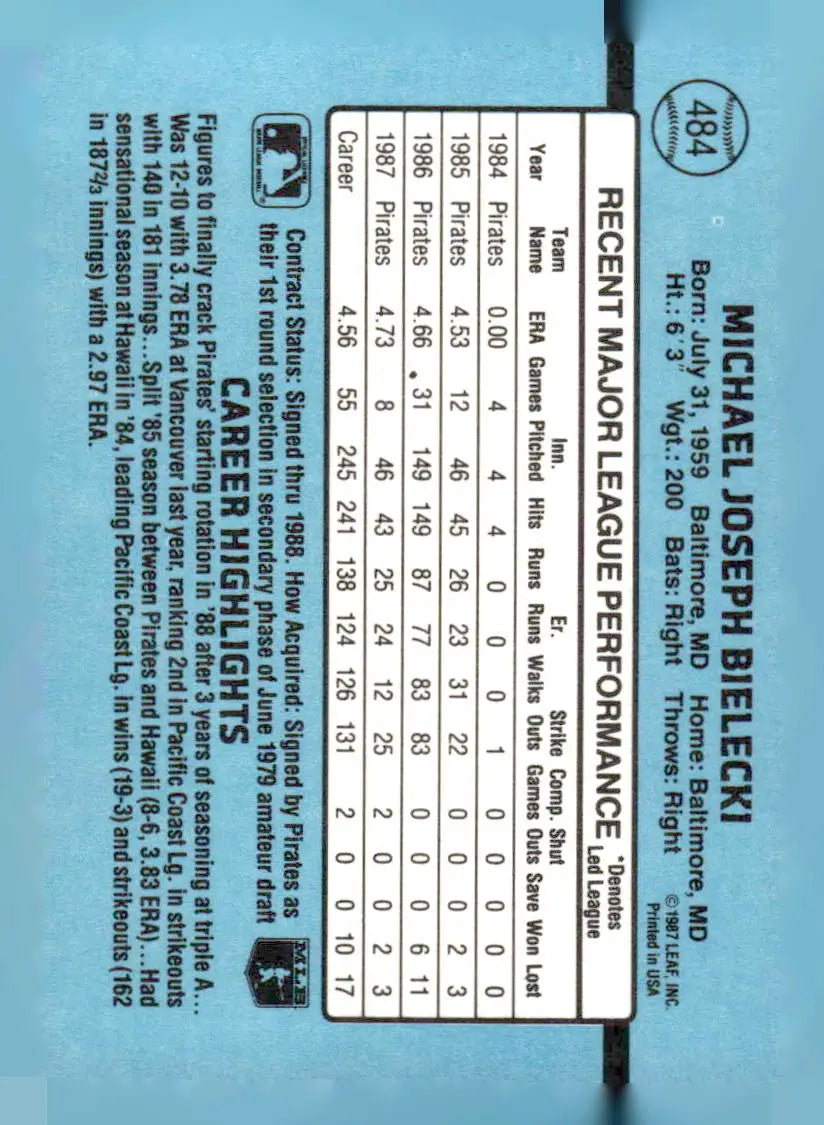 484
MICHAEL JOSEPH BIELECKI
Born: July 31, 1959 Baltimore, MD Home: Baltimore, MD
Ht.: 6'3" Wgt.: 200 Bats: Right Throws: Right
©1987 LEAF, INC.
Printed in USA
RECENT MAJOR LEAGUE PERFORMANCE *Denotes Led League
Year Team Name ERA Games Inn. Pitched Hits Runs Er. Runs Walks Strike Outs Comp. Games Shut Outs Save Won Lost
1984 Pirates 0.00 4 4 4 0 0 0 1 0 0 0 0 0
1985 Pirates 4.53 12 46 45 26 23 31 22 0 0 0 2 3
1986 Pirates 4.66 31 149 149 87 77 83 83 0 0 0 6 11
1987 Pirates 4.73 8 46 43 25 24 12 25 2 0 0 2 3
Career 4.56 55 245 241 138 124 126 131 2 0 0 10 17
Contract Status: Signed thru 1988. How Acquired: Signed by Pirates as
their 1st round selection in secondary phase of June 1979 amateur draft
MLB
CAREER HIGHLIGHTS
Figures to finally crack Pirates' starting rotation in '88 after 3 years of seasoning at triple A...
Was 12-10 with 3.78 ERA at Vancouver last year, ranking 2nd in Pacific Coast Lg. in strikeouts
with 140 in 181 innings...Split '85 season between Pirates and Hawaii (8-6, 3.83 ERA)...Had
sensational season at Hawaii in '84, leading Pacific Coast Lg. in wins (19-3) and strikeouts (162
in 187⅔ innings) with a 2.97 ERA.